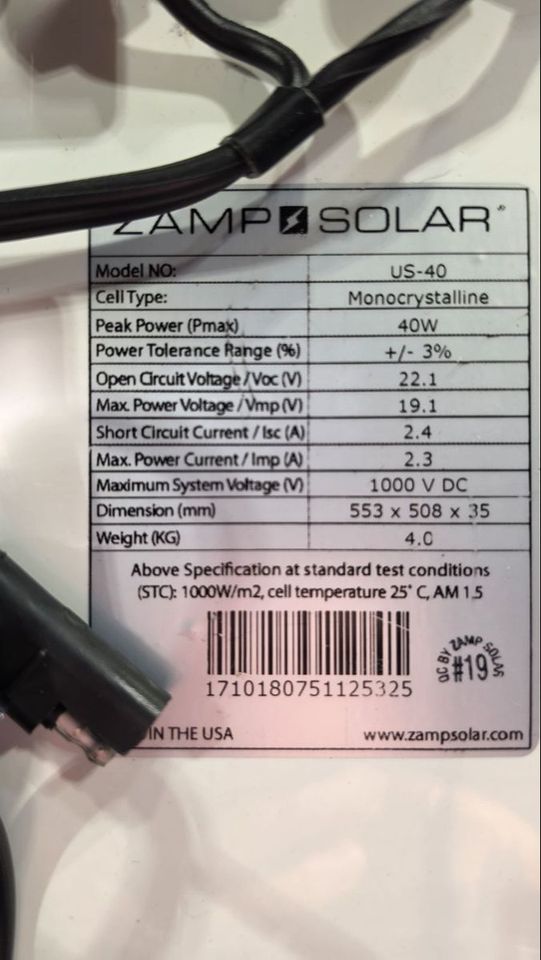 ZAMP SOLAR®
Model NO: US-40
Cell Type: Monocrystalline
Peak Power (Pmax) 40W
Power Tolerance Range (%) +/- 3%
Open Circuit Voltage / Voc (V) 22.1
Max. Power Voltage / Vmp (V) 19.1
Short Circuit Current / Isc (A) 2.4
Max. Power Current / Imp (A) 2.3
Maximum System Voltage (V) 1000 V DC
Dimension (mm) 553 x 508 x 35
Weight (KG) 4.0
Above Specification at standard test conditions
(STC): 1000W/m2, cell temperature 25° C, AM 1.5
QC BY ZAMP SOLAR
#19
1710180751125325
IN THE USA www.zampsolar.com